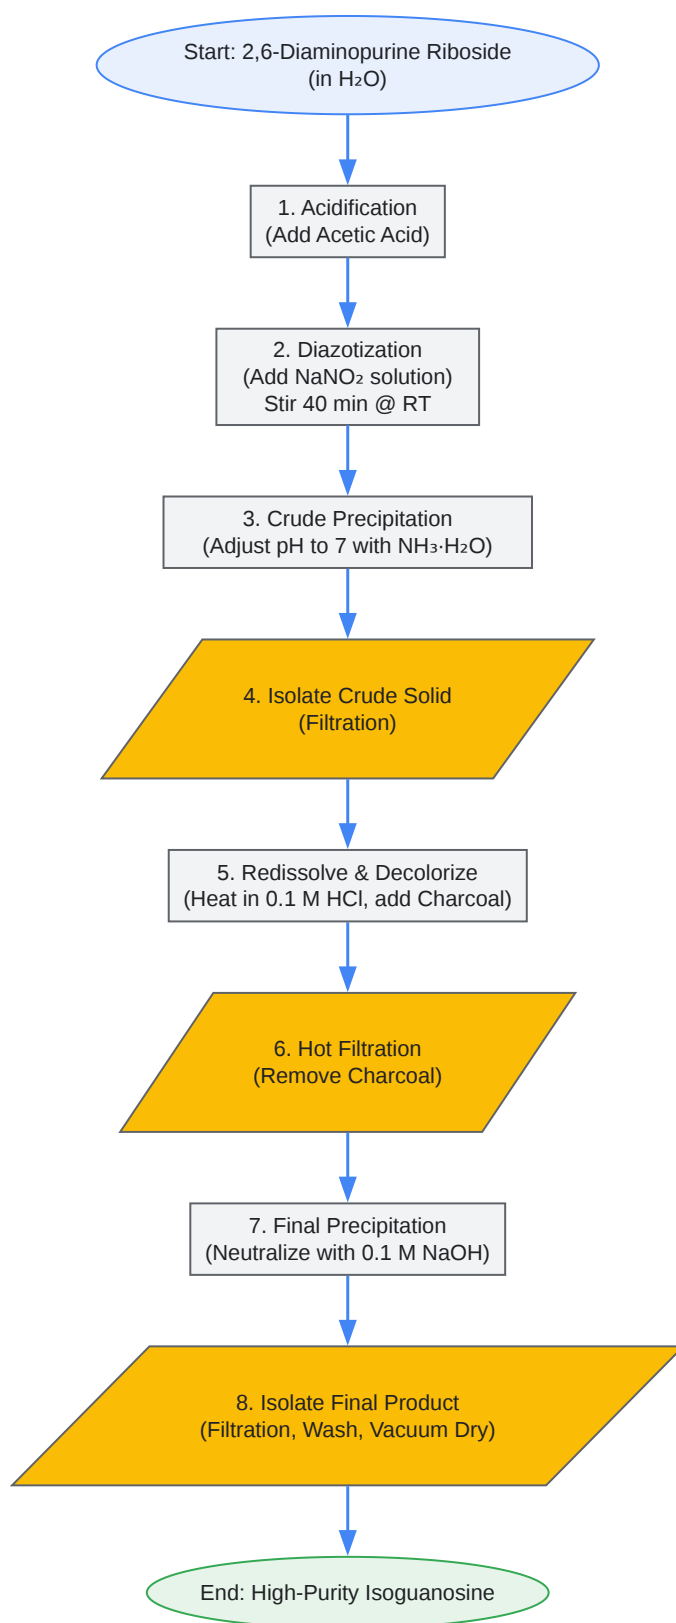 Start: 2,6-Diaminopurine Riboside
(in H₂O)
1. Acidification
(Add Acetic Acid)
2. Diazotization
(Add NaNO₂ solution)
Stir 40 min @ RT
3. Crude Precipitation
(Adjust pH to 7 with NH₃·H₂O)
4. Isolate Crude Solid
(Filtration)
5. Redissolve & Decolorize
(Heat in 0.1 M HCl, add Charcoal)
6. Hot Filtration
(Remove Charcoal)
7. Final Precipitation
(Neutralize with 0.1 M NaOH)
8. Isolate Final Product
(Filtration, Wash, Vacuum Dry)
End: High-Purity Isoguanosine